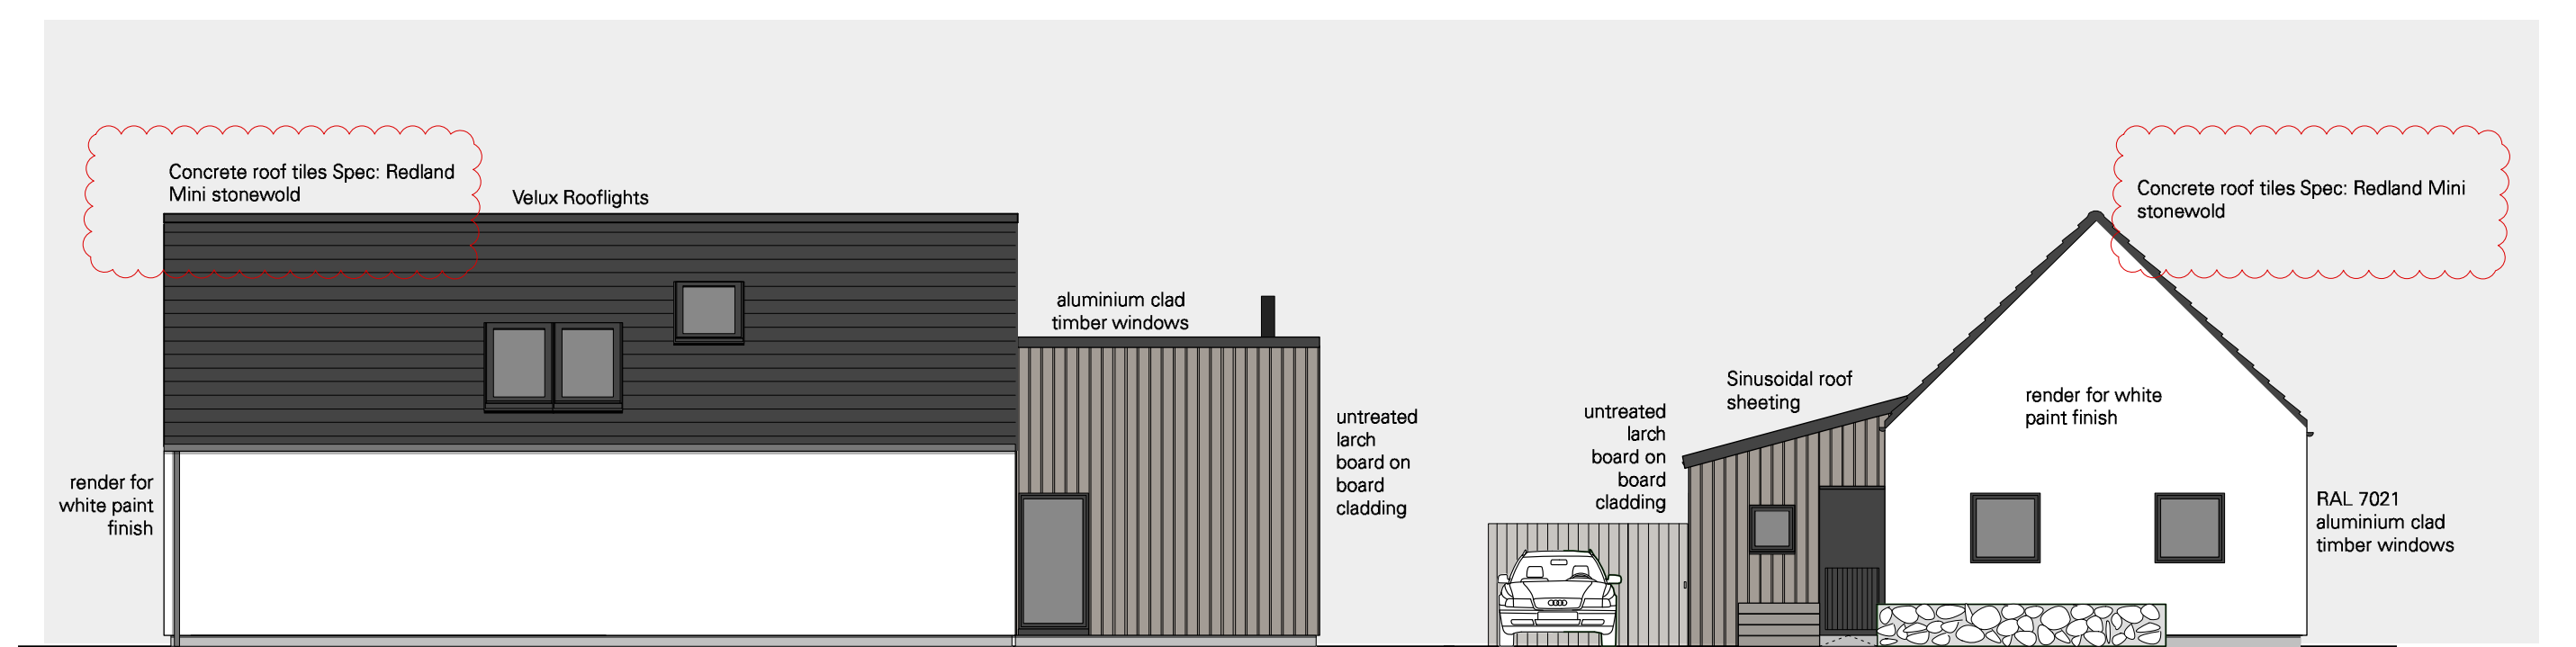 Concrete roof tiles Spec: Redland
Mini stonewold
Velux Rooflights
aluminium clad
timber windows
render for
white paint
finish
untreated
larch
board on
board
cladding
untreated
larch
board on
board
cladding
Sinusoidal roof
sheeting
Concrete roof tiles Spec: Redland Mini
stonewold
render for white
paint finish
RAL 7021
aluminium clad
timber windows